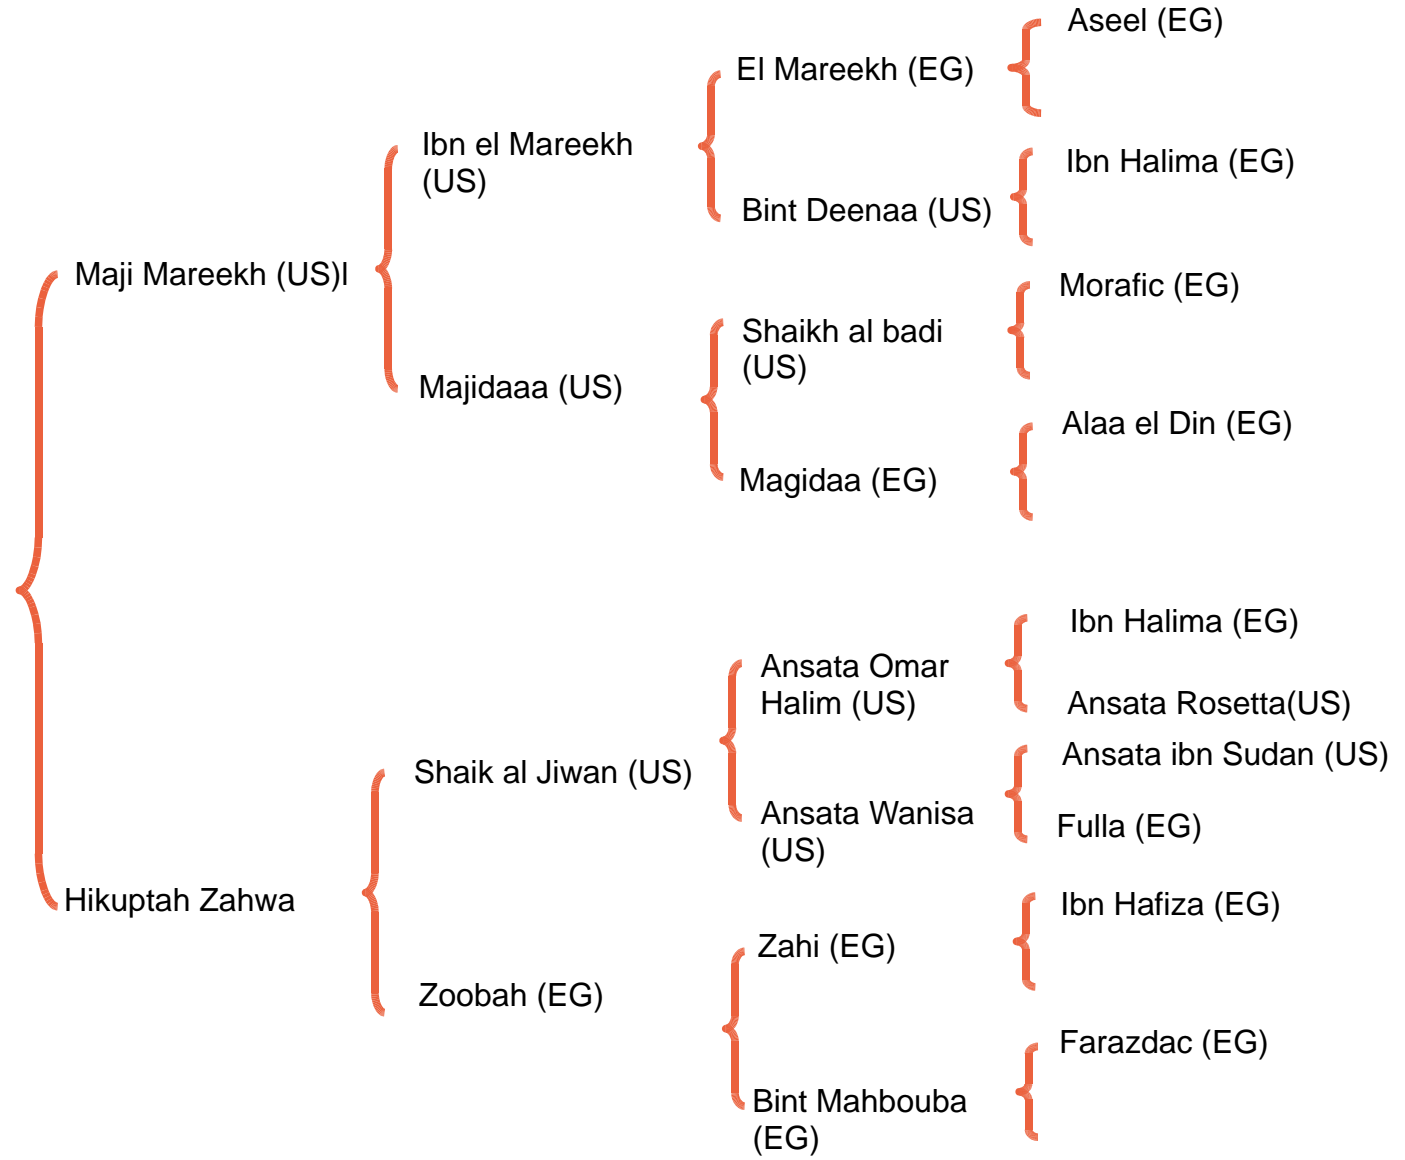 Aseel (EG)
El Mareekh (EG)
Ibn el Mareekh
(US)
Ibn Halima (EG)
Bint Deenaa (US)
Maji Mareekh (US)l
Morafic (EG)
Shaikh al badi
(US)
Majidaaa (US)
Alaa el Din (EG)
Magidaa (EG)
Ibn Halima (EG)
Ansata Omar
Halim (US)
Ansata Rosetta(US)
Shaik al Jiwan (US)
Ansata ibn Sudan (US)
Ansata Wanisa
(US)
Fulla (EG)
Hikuptah Zahwa
Ibn Hafiza (EG)
Zahi (EG)
Zoobah (EG)
Farazdac (EG)
Bint Mahbouba
(EG)